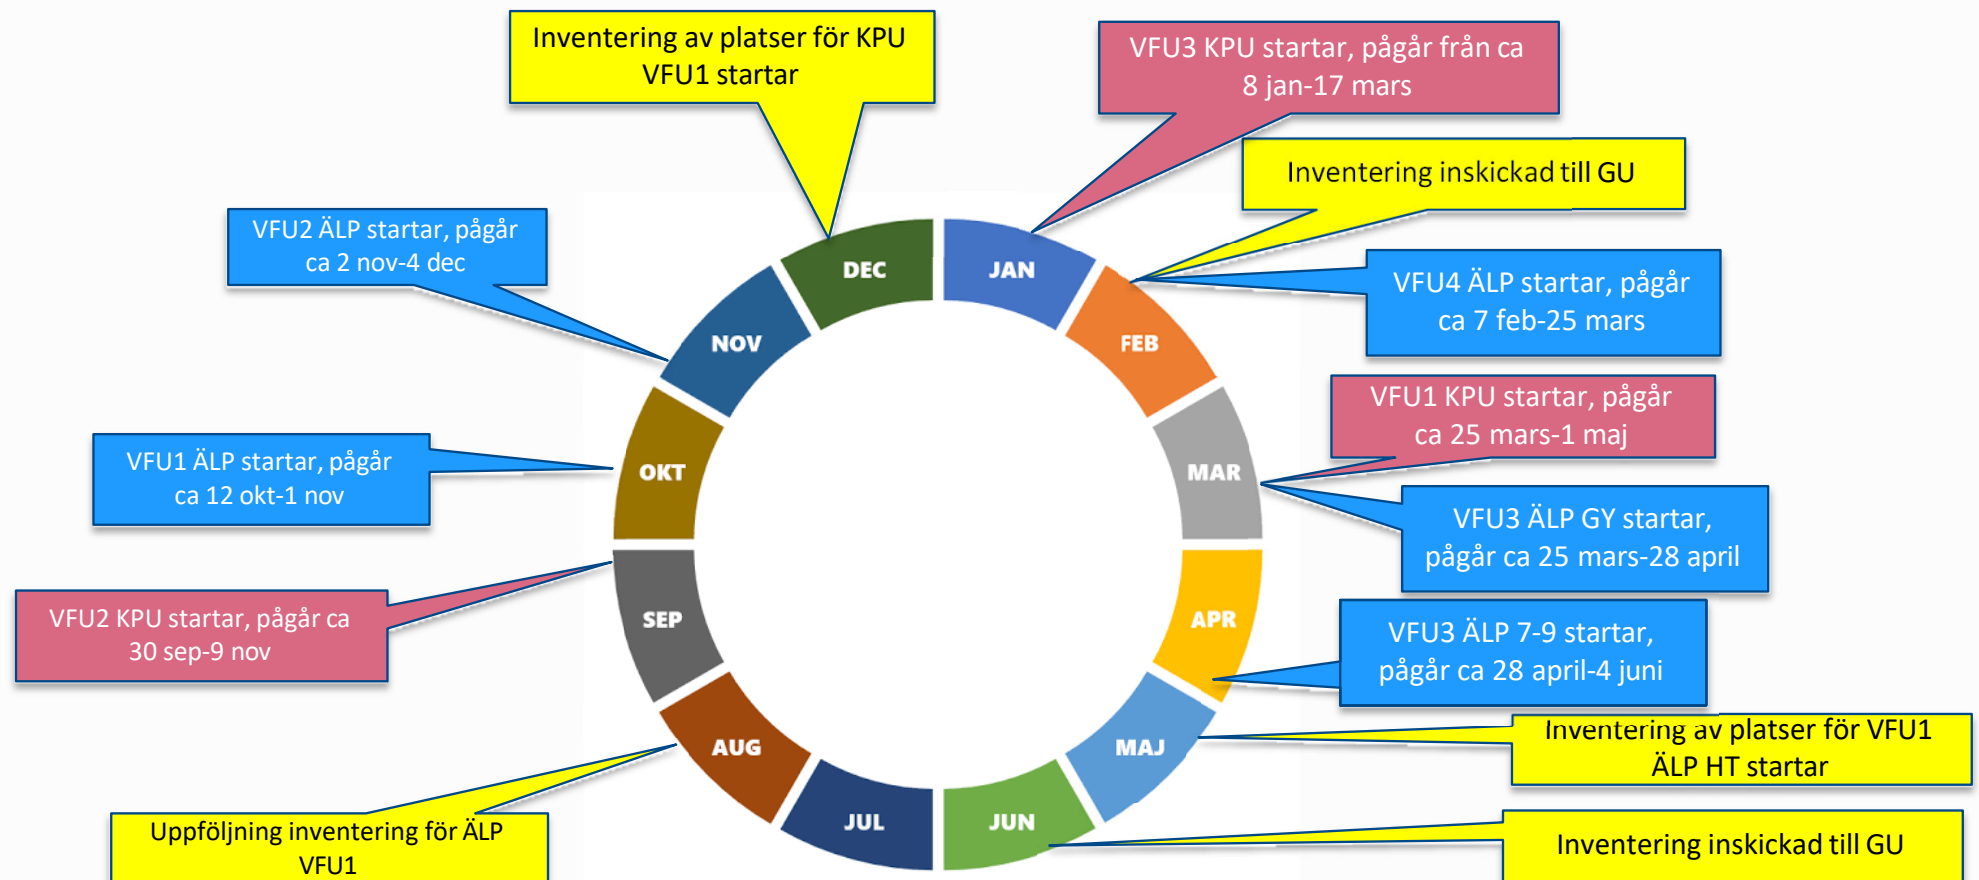 Inventering av platser för KPU
VFU1 startar
VFU3 KPU startar, pågår från ca
8 jan-17 mars
Inventering inskickad till GU
VFU2 ÄLP startar, pågår
ca 2 nov-4 dec
VFU4 ÄLP startar, pågår
ca 7 feb-25 mars
DEC
JAN
NOV
FEB
VFU1 KPU startar, pågår
ca 25 mars-1 maj
VFU1 ÄLP startar, pågår
ca 12 okt-1 nov
OKT
MAR
VFU3 ÄLP GY startar,
pågår ca 25 mars-28 april
VFU2 KPU startar, pågår ca
30 sep-9 nov
SEP
APR
VFU3 ÄLP 7-9 startar,
pågår ca 28 april-4 juni
AUG
MAJ
Inventering av platser för VFU1
ÄLP HT startar
JUL
JUN
Uppföljning inventering för ÄLP
VFU1
Inventering inskickad till GU